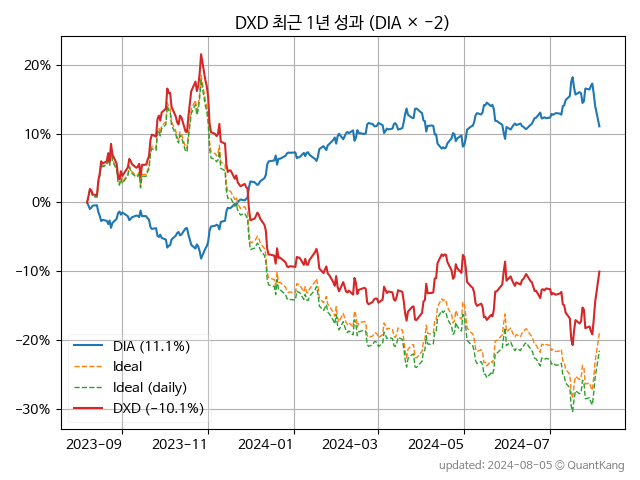 DXD 최근 1년 성과 (DIA × −2)
20%
10%
0%
−10%
−20%
−30%
DIA (11.1%)
Ideal
Ideal (daily)
DXD (−10.1%)
2023-09 2023-11 2024-01 2024-03 2024-05 2024-07
updated: 2024-08-05 © QuantKang